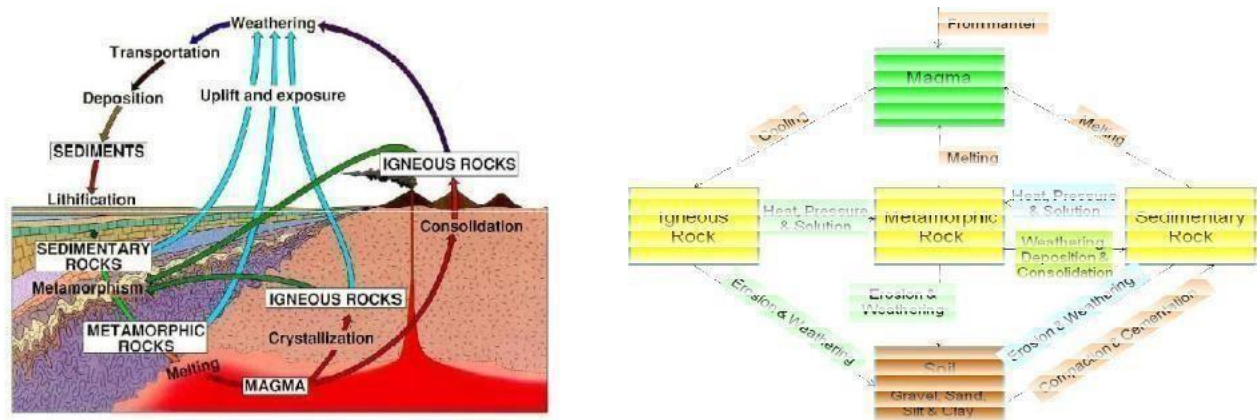 Weathering
Transportation
Deposition
Uplift and exposure
SEDIMENTS
IGNEOUS ROCKS
Lithification
Consolidation
SEDIMENTARY
ROCKS
Metamorphism
IGNEOUS ROCKS
METAMORPHIC
ROCKS
Crystallization
Melting
MAGMA
From mantel
Magma
Cooling
Melting
Melting
Igneous
Rock
Heat, Pressure
& Solution
Metamorphic
Rock
Heat, Pressure
& Solution
Sedimentary
Rock
Weathering
Deposition &
Consolidation
Erosion & Weathering
Erosion &
Weathering
Erosion & Weathering
Compaction & Cementation
Soil
Gravel, Sand,
Silt & Clay